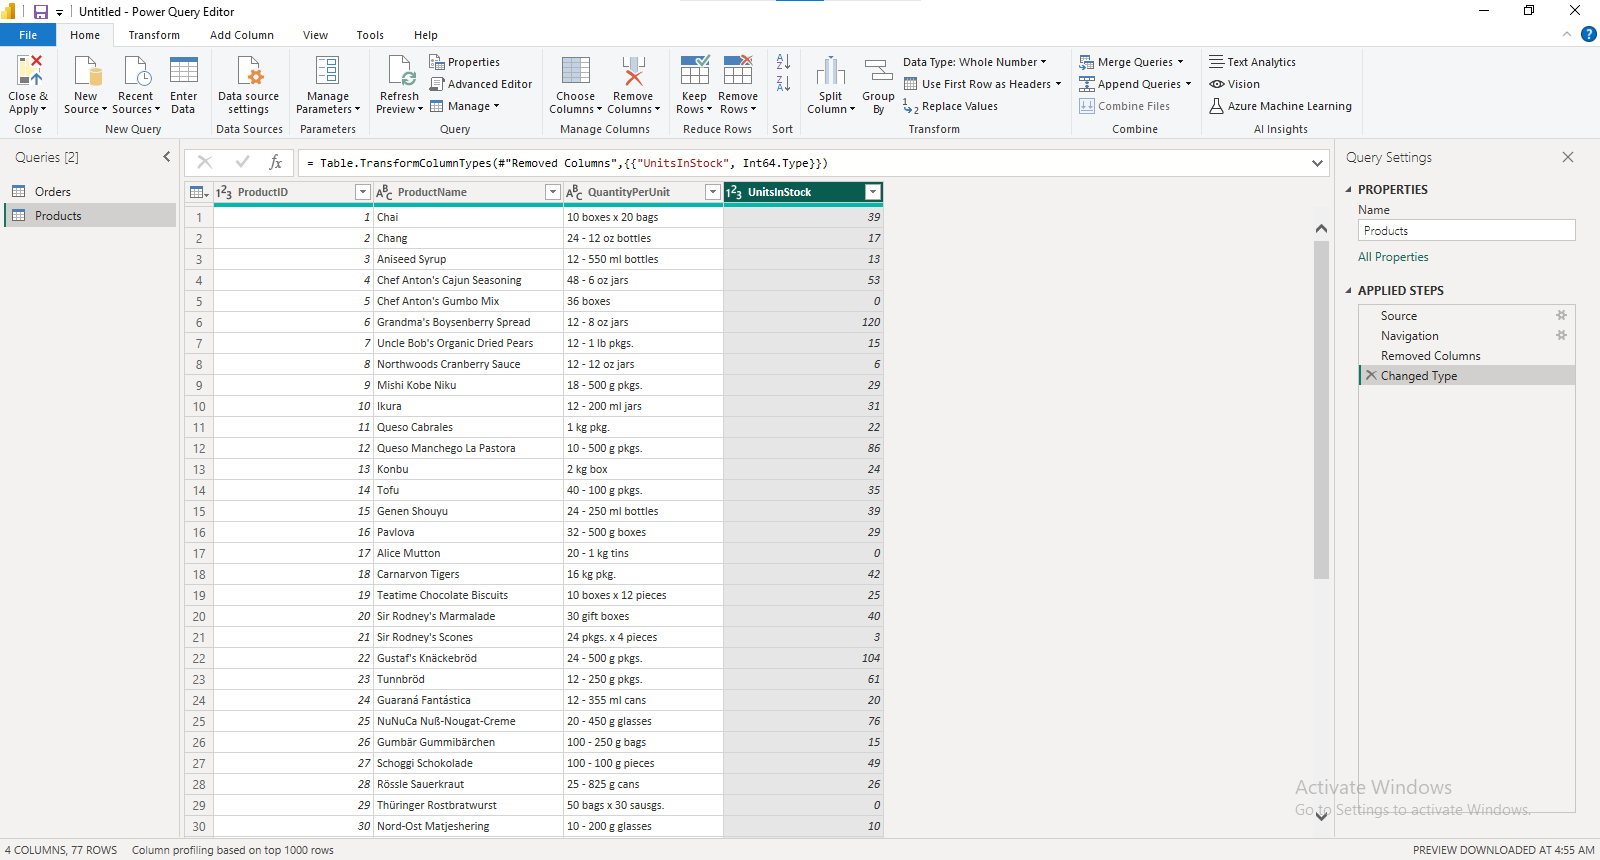 Untitled - Power Query Editor
File Home Transform Add Column View Tools Help
Close & Apply
Close
New Source
Recent Sources
Enter Data
New Query
Data source settings
Data Sources
Manage Parameters
Parameters
Refresh Preview
Properties
Advanced Editor
Manage
Query
Choose Columns
Remove Columns
Manage Columns
Keep Rows
Remove Rows
Reduce Rows
Sort
Split Column
Group By
Data Type: Whole Number
Use First Row as Headers
Replace Values
Transform
Merge Queries
Append Queries
Combine Files
Combine
Text Analytics
Vision
Azure Machine Learning
AI Insights
Queries [2]
Orders
Products
fx = Table.TransformColumnTypes(#"Removed Columns",{{"UnitsInStock", Int64.Type}})
123 ProductID ABC ProductName ABC QuantityPerUnit 123 UnitsInStock
1 1 Chai 10 boxes x 20 bags 39
2 2 Chang 24 - 12 oz bottles 17
3 3 Aniseed Syrup 12 - 550 ml bottles 13
4 4 Chef Anton's Cajun Seasoning 48 - 6 oz jars 53
5 5 Chef Anton's Gumbo Mix 36 boxes 0
6 6 Grandma's Boysenberry Spread 12 - 8 oz jars 120
7 7 Uncle Bob's Organic Dried Pears 12 - 1 lb pkgs. 15
8 8 Northwoods Cranberry Sauce 12 - 12 oz jars 6
9 9 Mishi Kobe Niku 18 - 500 g pkgs. 29
10 10 Ikura 12 - 200 ml jars 31
11 11 Queso Cabrales 1 kg pkg. 22
12 12 Queso Manchego La Pastora 10 - 500 g pkgs. 86
13 13 Konbu 2 kg box 24
14 14 Tofu 40 - 100 g pkgs. 35
15 15 Genen Shouyu 24 - 250 ml bottles 39
16 16 Pavlova 32 - 500 g boxes 29
17 17 Alice Mutton 20 - 1 kg tins 0
18 18 Carnarvon Tigers 16 kg pkg. 42
19 19 Teatime Chocolate Biscuits 10 boxes x 12 pieces 25
20 20 Sir Rodney's Marmalade 30 gift boxes 40
21 21 Sir Rodney's Scones 24 pkgs. x 4 pieces 3
22 22 Gustaf's Knäckebröd 24 - 500 g pkgs. 104
23 23 Tunnbröd 12 - 250 g pkgs. 61
24 24 Guaraná Fantástica 12 - 355 ml cans 20
25 25 NuNuCa Nuß-Nougat-Creme 20 - 450 g glasses 76
26 26 Gumbär Gummibärchen 100 - 250 g bags 15
27 27 Schoggi Schokolade 100 - 100 g pieces 49
28 28 Rössle Sauerkraut 25 - 825 g cans 26
29 29 Thüringer Rostbratwurst 50 bags x 30 sausgs. 0
30 30 Nord-Ost Matjeshering 10 - 200 g glasses 10
Query Settings
PROPERTIES
Name
Products
All Properties
APPLIED STEPS
Source
Navigation
Removed Columns
Changed Type
Activate Windows
Go to Settings to activate Windows.
4 COLUMNS, 77 ROWS Column profiling based on top 1000 rows
PREVIEW DOWNLOADED AT 4:55 AM